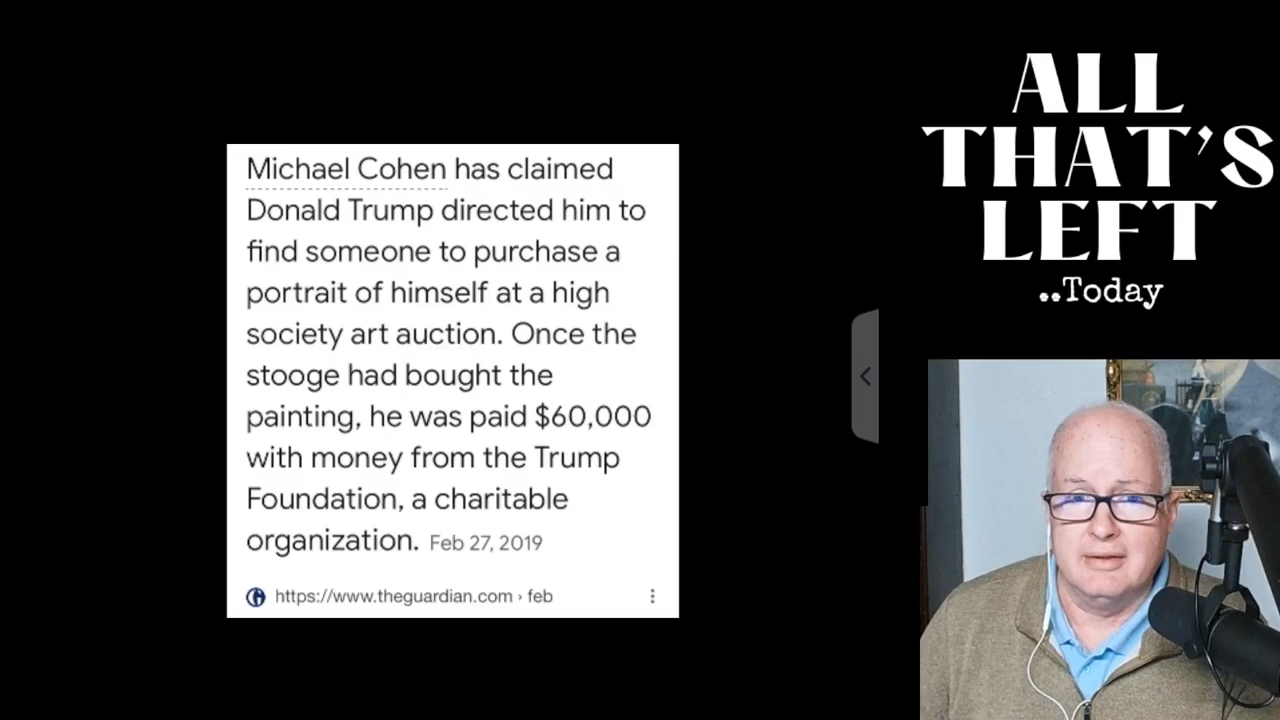 Michael Cohen has claimed
Donald Trump directed him to
find someone to purchase a
portrait of himself at a high
society art auction. Once the
stooge had bought the
painting, he was paid $60,000
with money from the Trump
Foundation, a charitable
organization. Feb 27, 2019
https://www.theguardian.com › feb
ALL
THAT'S
LEFT
..Today